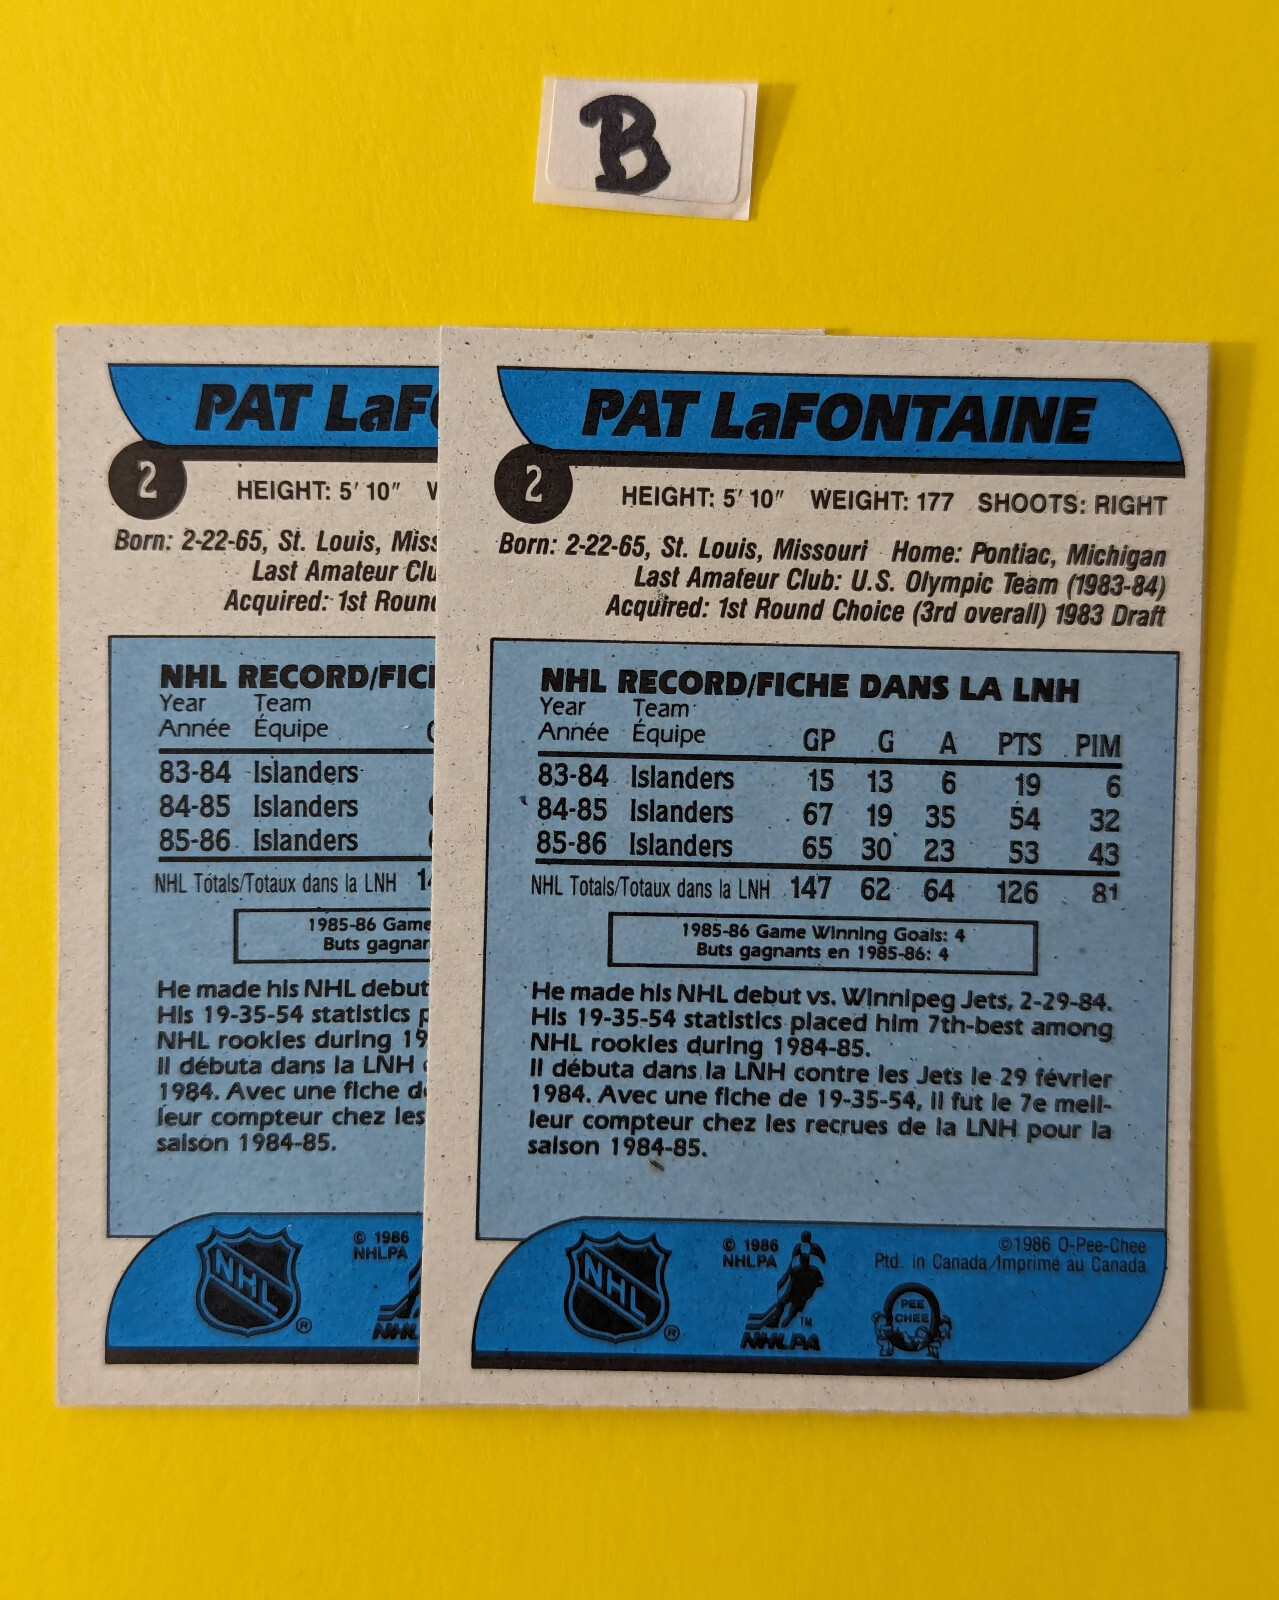 B
PAT LaFO
2
HEIGHT: 5' 10"
Born: 2-22-65, St. Louis, Miss
Last Amateur Clu
Acquired: 1st Round
NHL RECORD/FICH
Year Team
Année Équipe
83-84 Islanders
84-85 Islanders
85-86 Islanders
NHL Totals/Totaux dans la LNH 14
1985-86 Game
Buts gagnan
He made his NHL debut
His 19-35-54 statistics p
NHL rookies during 19
Il débuta dans la LNH
1984. Avec une fiche de
leur compteur chez les
saison 1984-85.
NHL ®
© 1986
NHLPA
NHL
PAT LaFONTAINE
2
HEIGHT: 5' 10" WEIGHT: 177 SHOOTS: RIGHT
Born: 2-22-65, St. Louis, Missouri Home: Pontiac, Michigan
Last Amateur Club: U.S. Olympic Team (1983-84)
Acquired: 1st Round Choice (3rd overall) 1983 Draft
NHL RECORD/FICHE DANS LA LNH
Year Team
Année Équipe GP G A PTS PIM
83-84 Islanders 15 13 6 19 6
84-85 Islanders 67 19 35 54 32
85-86 Islanders 65 30 23 53 43
NHL Totals/Totaux dans la LNH 147 62 64 126 81
1985-86 Game Winning Goals: 4
Buts gagnants en 1985-86: 4
He made his NHL debut vs. Winnipeg Jets, 2-29-84.
His 19-35-54 statistics placed him 7th-best among
NHL rookies during 1984-85.
Il débuta dans la LNH contre les Jets le 29 février
1984. Avec une fiche de 19-35-54, il fut le 7e meil-
leur compteur chez les recrues de la LNH pour la
saison 1984-85.
NHL ®
© 1986
NHLPA
TM
NHLPA
©1986 O-Pee-Chee
Ptd. in Canada/Imprimé au Canada
PEE
CHEE